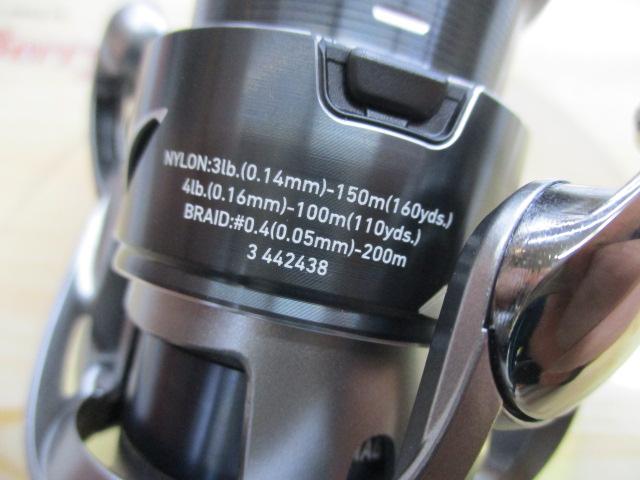 NYLON:3lb.(0.14mm)-150m(160yds.)
4lb.(0.16mm)-100m(110yds.)
BRAID:#0.4(0.05mm)-200m
3 442438